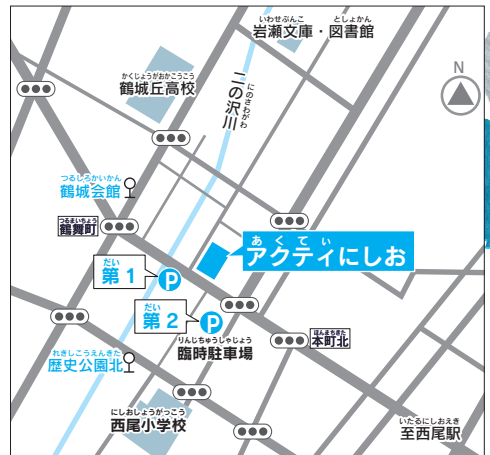 いわせぶんこ としょかん
岩瀬文庫・図書館
N
かくじょうがおかこうこう
鶴城丘高校
にのさわがわ
二の沢川
つるしろかいかん
鶴城会館
つるまいちょう
鶴舞町
あくてぃ
アクティにしお
だい
第1
P
だい
第2
P
りんじちゅうしゃじょう
臨時駐車場
ほんまちきた
本町北
れきしこうえんきた
歴史公園北
にしおしょうがっこう
西尾小学校
いたるにしおえき
至西尾駅